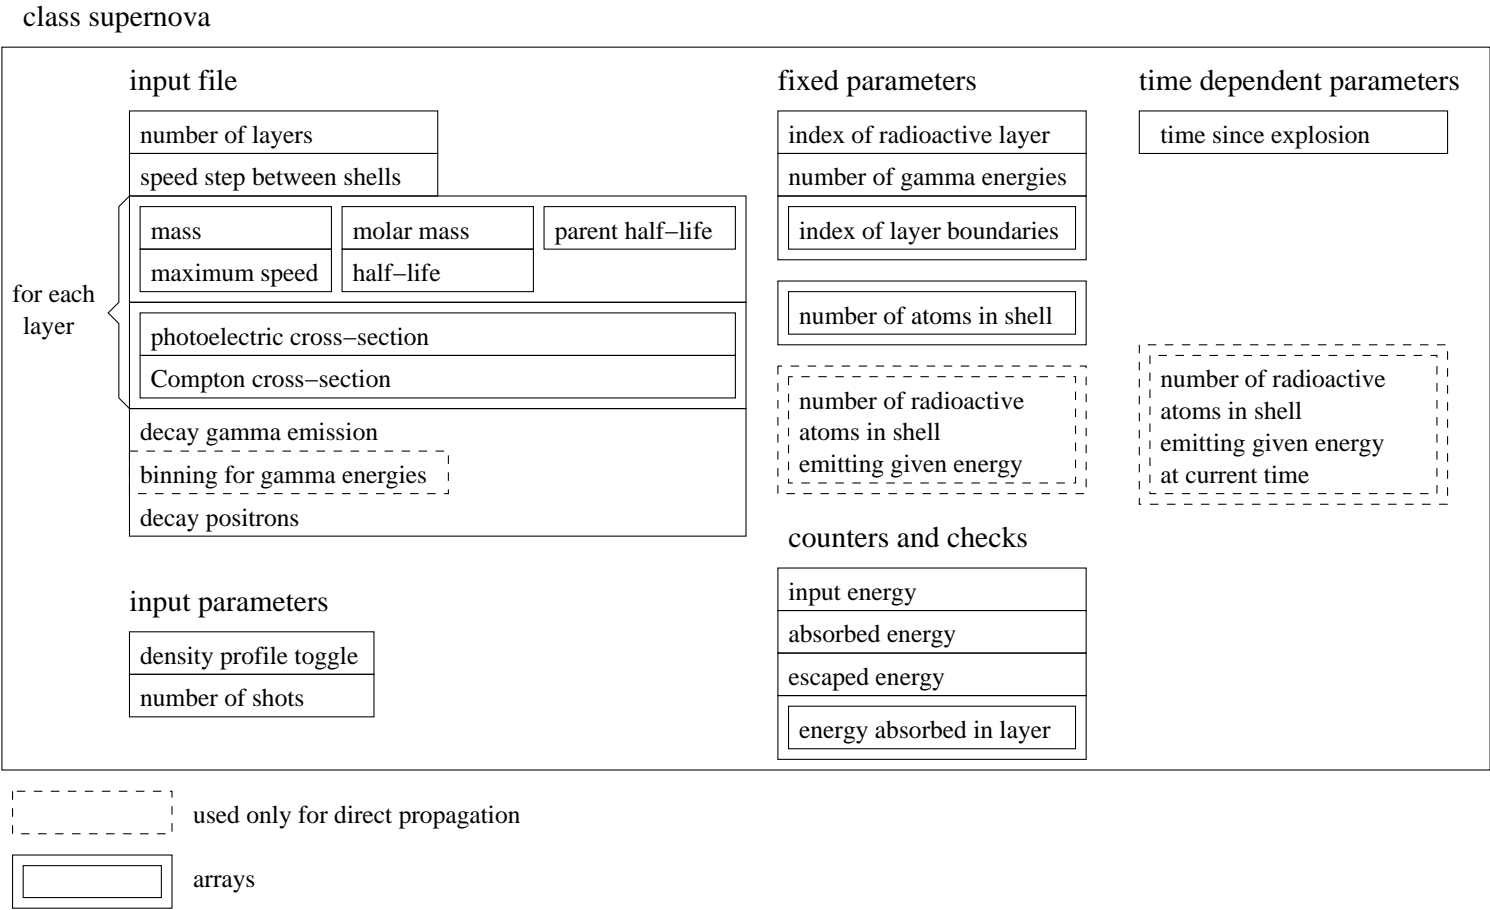 class supernova
input file
number of layers
speed step between shells
mass
molar mass
parent half−life
maximum speed
half−life
for each
layer
photoelectric cross−section
Compton cross−section
decay gamma emission
binning for gamma energies
decay positrons
input parameters
density profile toggle
number of shots
fixed parameters
index of radioactive layer
number of gamma energies
index of layer boundaries
number of atoms in shell
number of radioactive
atoms in shell
emitting given energy
counters and checks
input energy
absorbed energy
escaped energy
energy absorbed in layer
time dependent parameters
time since explosion
number of radioactive
atoms in shell
emitting given energy
at current time
used only for direct propagation
arrays